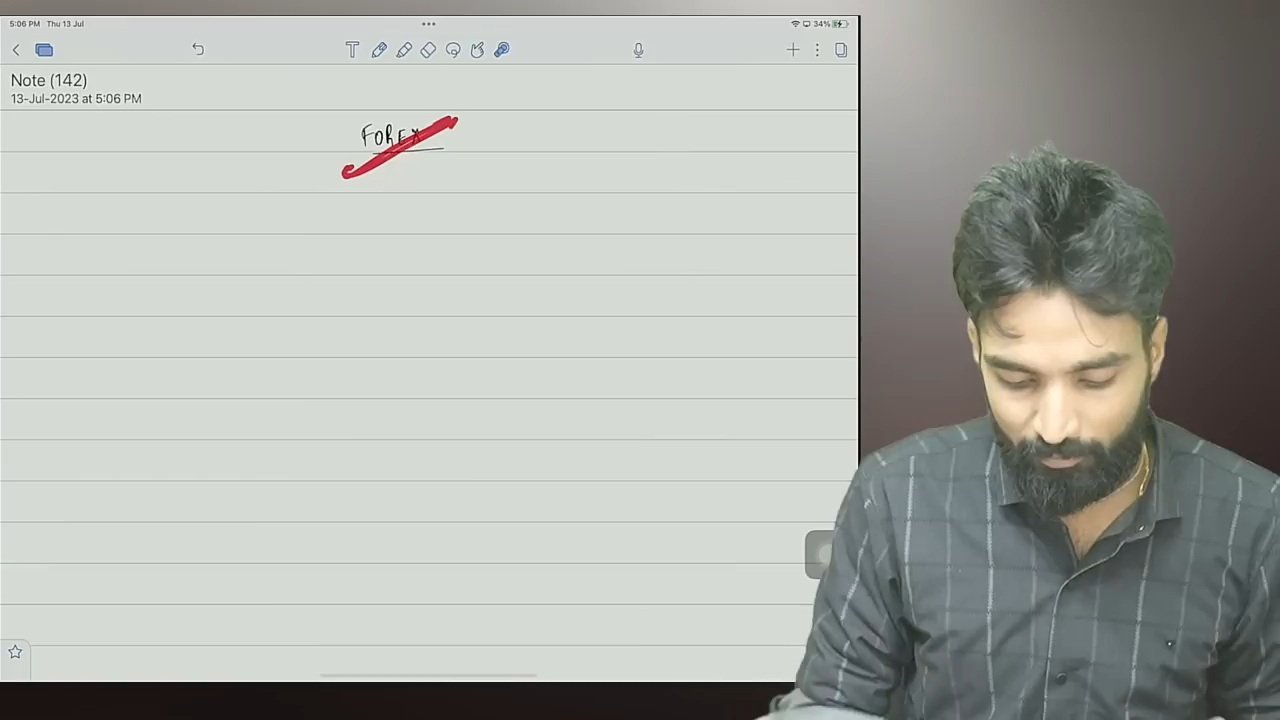 5:06 PM Thu 13 Jul
34%
T
Note (142)
13-Jul-2023 at 5:06 PM
FOREX